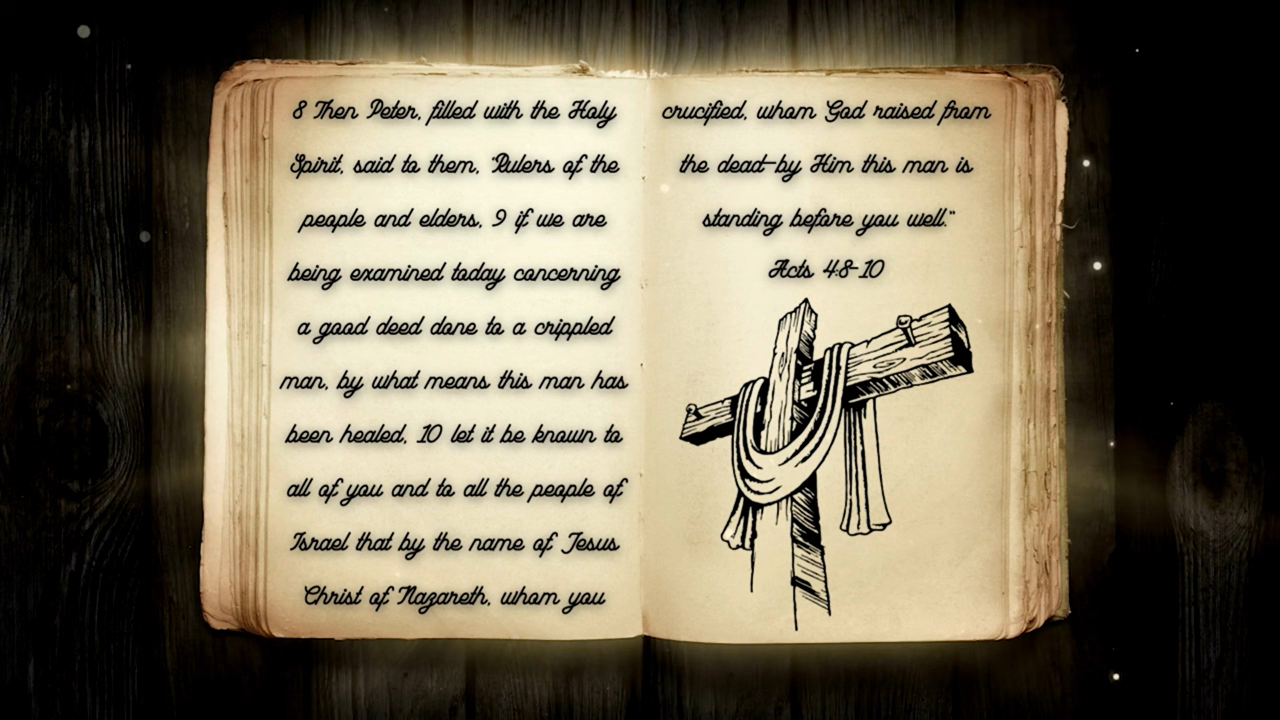 8 Then Peter, filled with the Holy
Spirit, said to them, "Rulers of the
people and elders, 9 if we are
being examined today concerning
a good deed done to a crippled
man, by what means this man has
been healed, 10 let it be known to
all of you and to all the people of
Israel that by the name of Jesus
Christ of Nazareth, whom you
crucified, whom God raised from
the dead—by Him this man is
standing before you well."
Acts 4:8-10